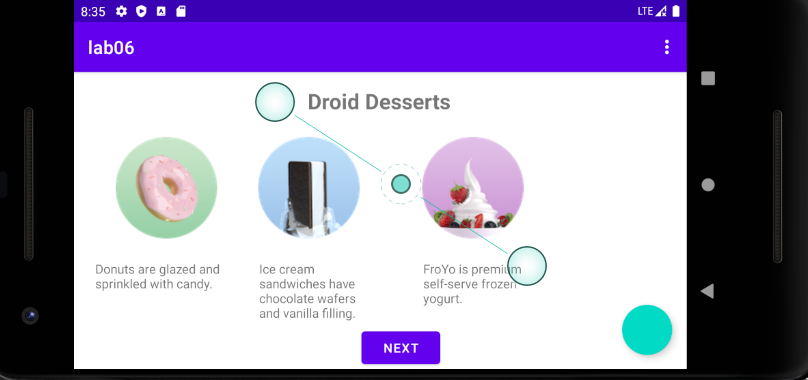 8:35
LTE
lab06
Droid Desserts
Donuts are glazed and
sprinkled with candy.
Ice cream
sandwiches have
chocolate wafers
and vanilla filling.
FroYo is premium
self-serve frozen
yogurt.
NEXT